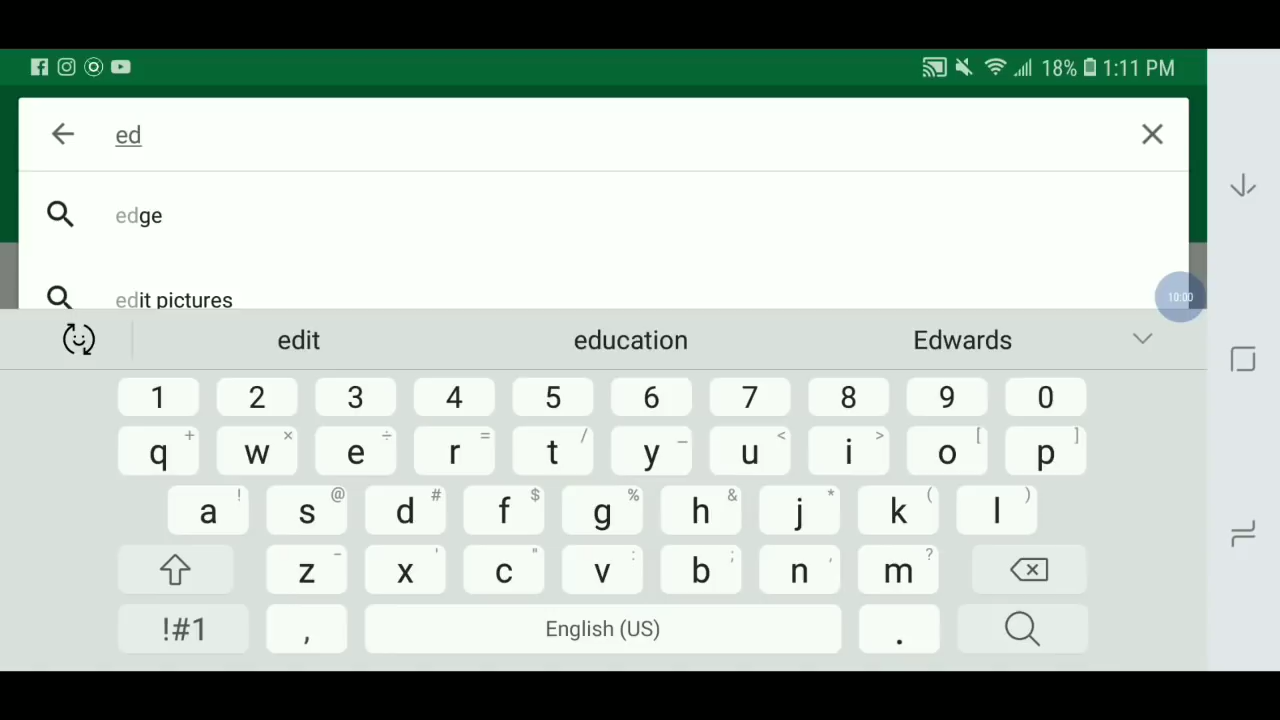 18% 1:11 PM
ed
edge
edit pictures
10:00
edit education Edwards
1 2 3 4 5 6 7 8 9 0
q + w × e ÷ r = t / y _ u < i > o [ p ]
a ! s @ d # f $ g % h & j * k ( l )
z - x ' c " v : b ; n , m ?
!#1 , English (US) .